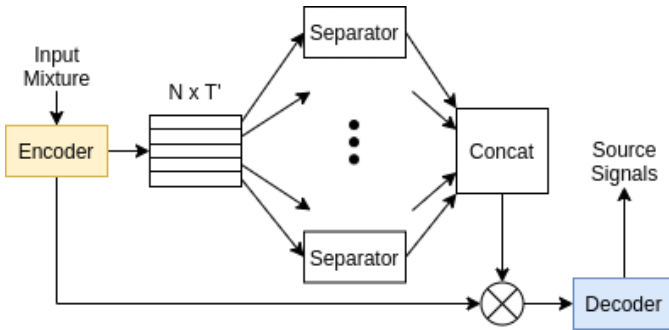 Input
Mixture
Encoder
N x T'
Separator
Separator
Concat
Source
Signals
Decoder